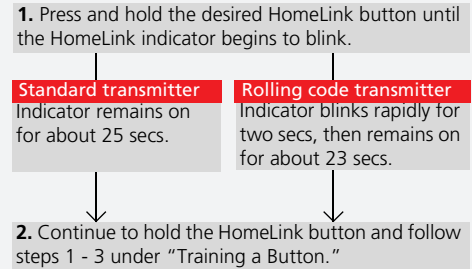 1. Press and hold the desired HomeLink button until
the HomeLink indicator begins to blink.
Standard transmitter
Indicator remains on
for about 25 secs.
Rolling code transmitter
Indicator blinks rapidly for
two secs, then remains on
for about 23 secs.
2. Continue to hold the HomeLink button and follow
steps 1 - 3 under “Training a Button.”